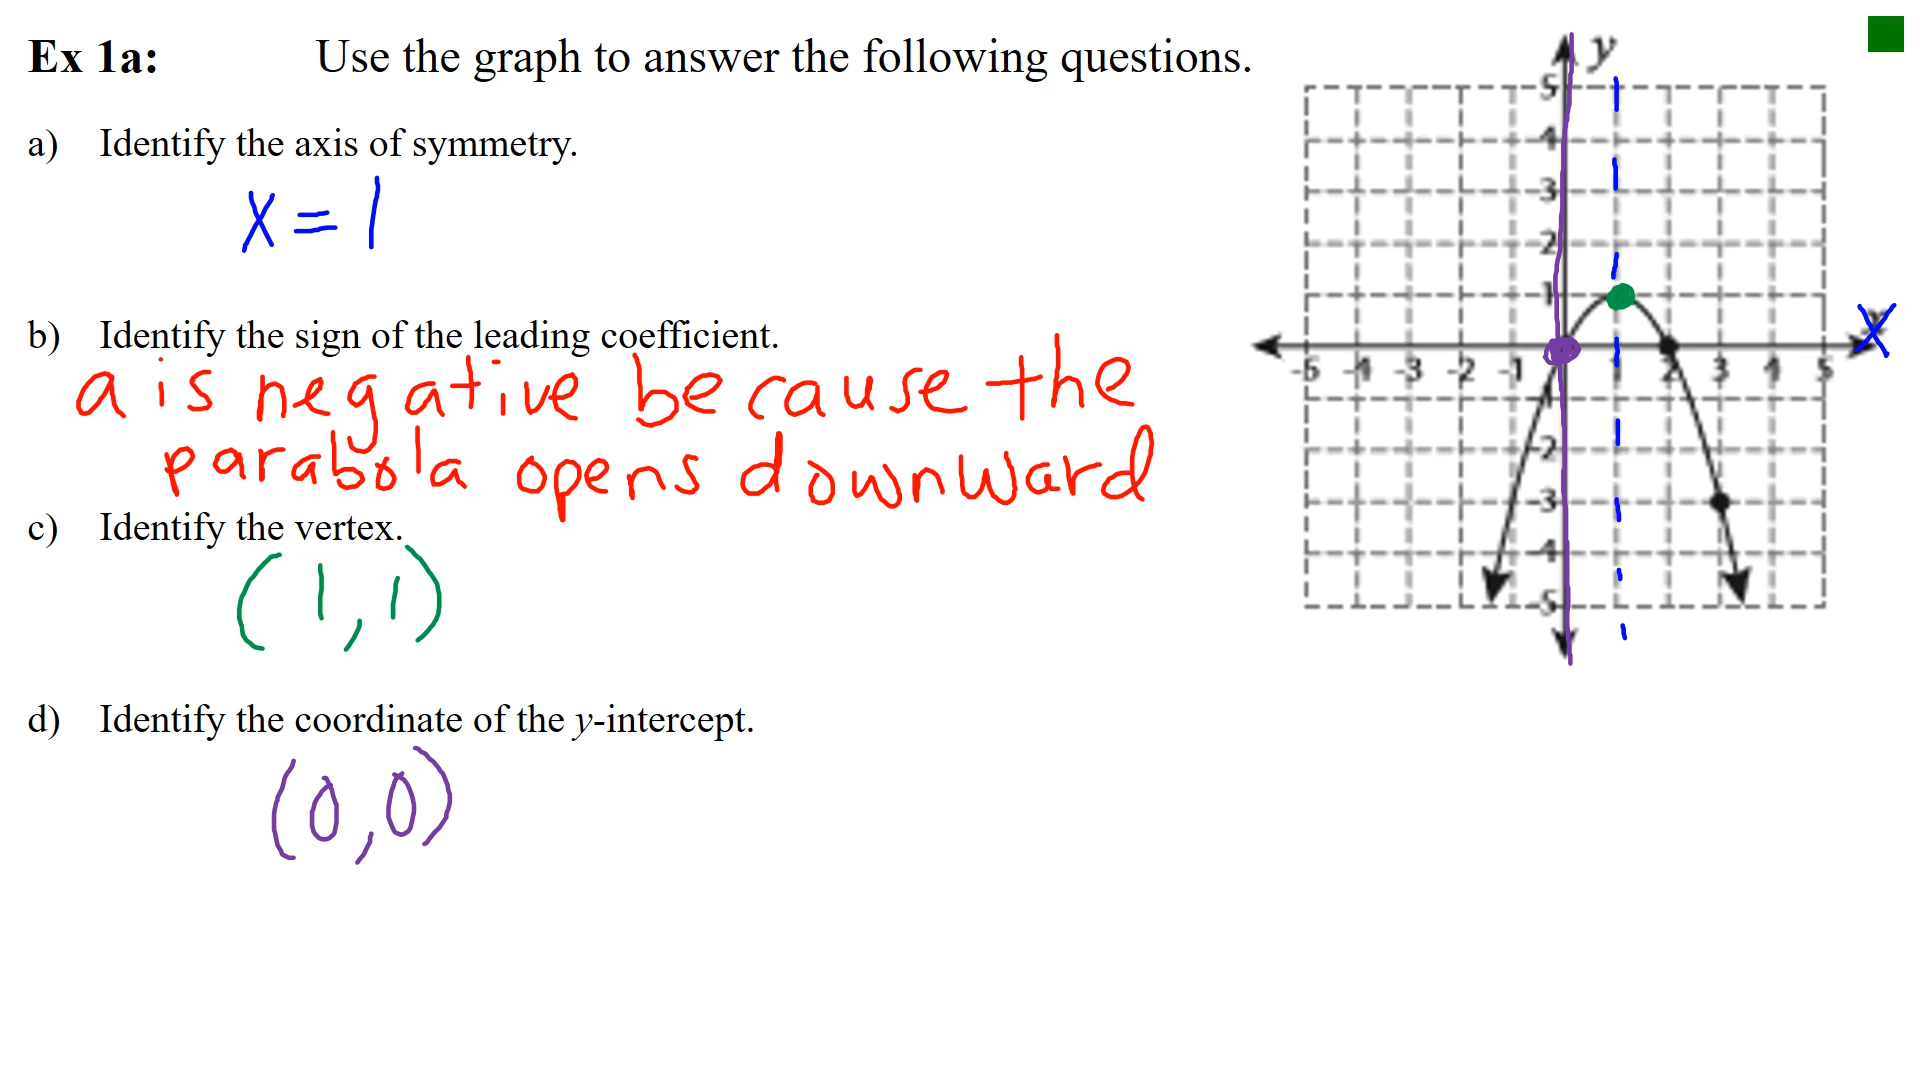 Ex 1a: Use the graph to answer the following questions.
a) Identify the axis of symmetry.
x = 1
b) Identify the sign of the leading coefficient.
a is negative because the
parabola opens downward
c) Identify the vertex.
(1,1)
d) Identify the coordinate of the y-intercept.
(0,0)
y
5
4
3
2
1
x
-5 -4 -3 -2 -1 1 2 3 4 5
-2
-3
-4
-5